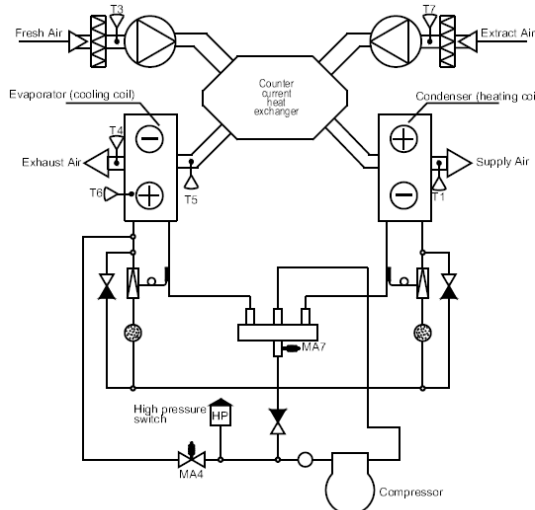 T3
T7
Fresh Air
Extract Air
Counter
current
heat
exchanger
Evaporator (cooling coil)
Condenser (heating coi
T4
Exhaust Air
Supply Air
T6
T5
T1
MA7
High pressure
switch
HP
MA4
Compressor